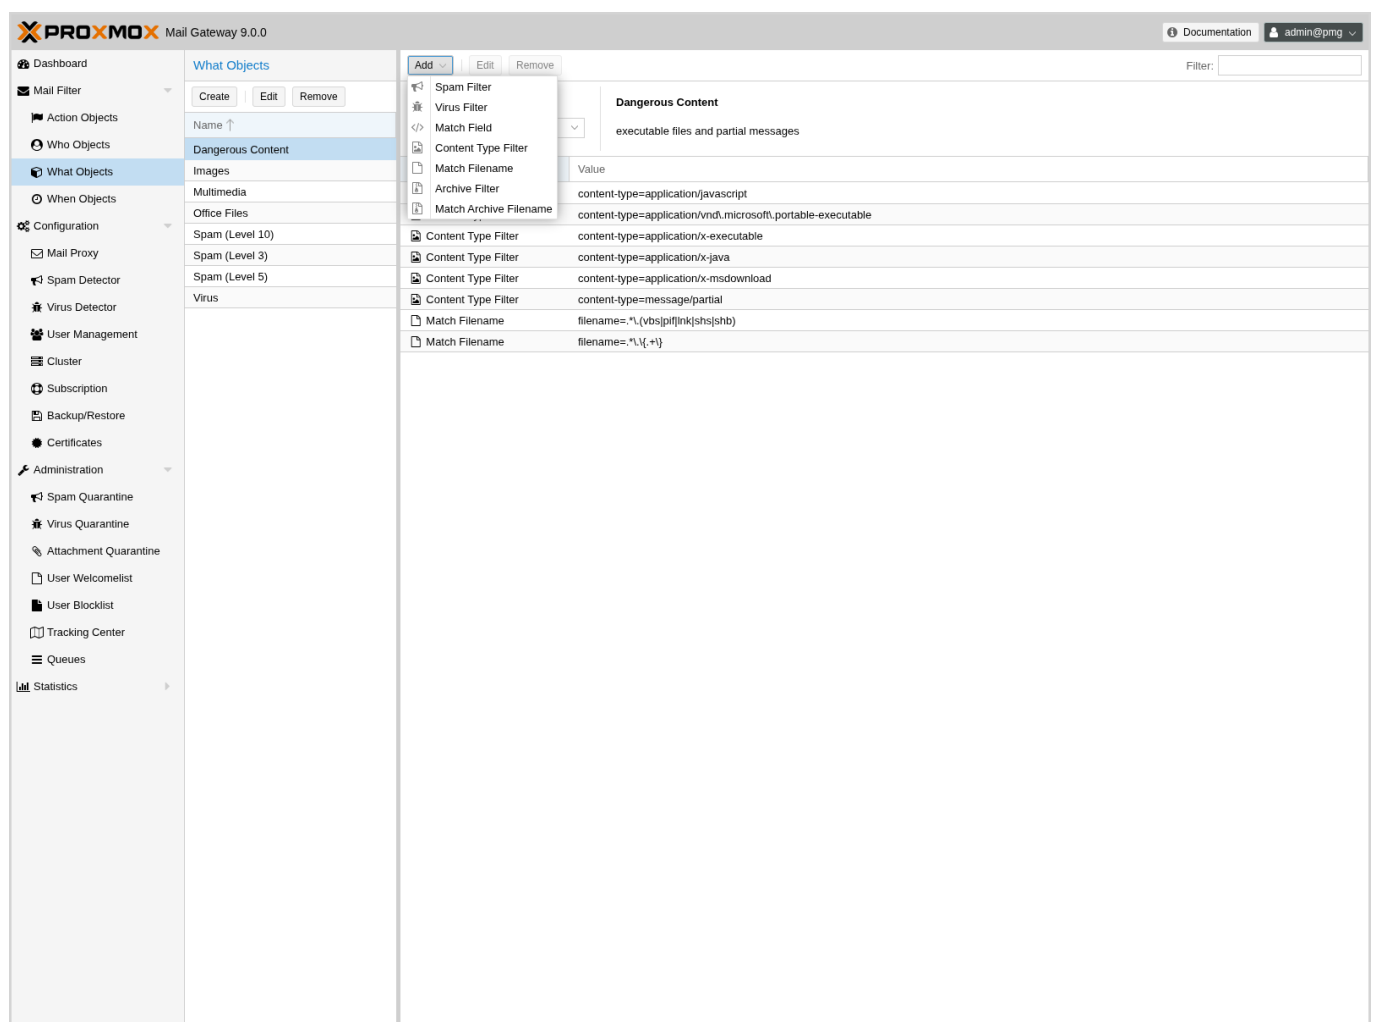 PROXMOX Mail Gateway 9.0.0
Documentation
admin@pmg
Dashboard
Mail Filter
Action Objects
Who Objects
What Objects
When Objects
Configuration
Mail Proxy
Spam Detector
Virus Detector
User Management
Cluster
Subscription
Backup/Restore
Certificates
Administration
Spam Quarantine
Virus Quarantine
Attachment Quarantine
User Welcomelist
User Blocklist
Tracking Center
Queues
Statistics
What Objects
Create Edit Remove
Name
Dangerous Content
Images
Multimedia
Office Files
Spam (Level 10)
Spam (Level 3)
Spam (Level 5)
Virus
Add Edit Remove
Filter:
Spam Filter
Virus Filter
Match Field
Content Type Filter
Match Filename
Archive Filter
Match Archive Filename
Dangerous Content
executable files and partial messages
Value
content-type=application/javascript
content-type=application/vnd\.microsoft\.portable-executable
Content Type Filter content-type=application/x-executable
Content Type Filter content-type=application/x-java
Content Type Filter content-type=application/x-msdownload
Content Type Filter content-type=message/partial
Match Filename filename=.*\.(vbs|pif|lnk|shs|shb)
Match Filename filename=.*\.\{.+\}